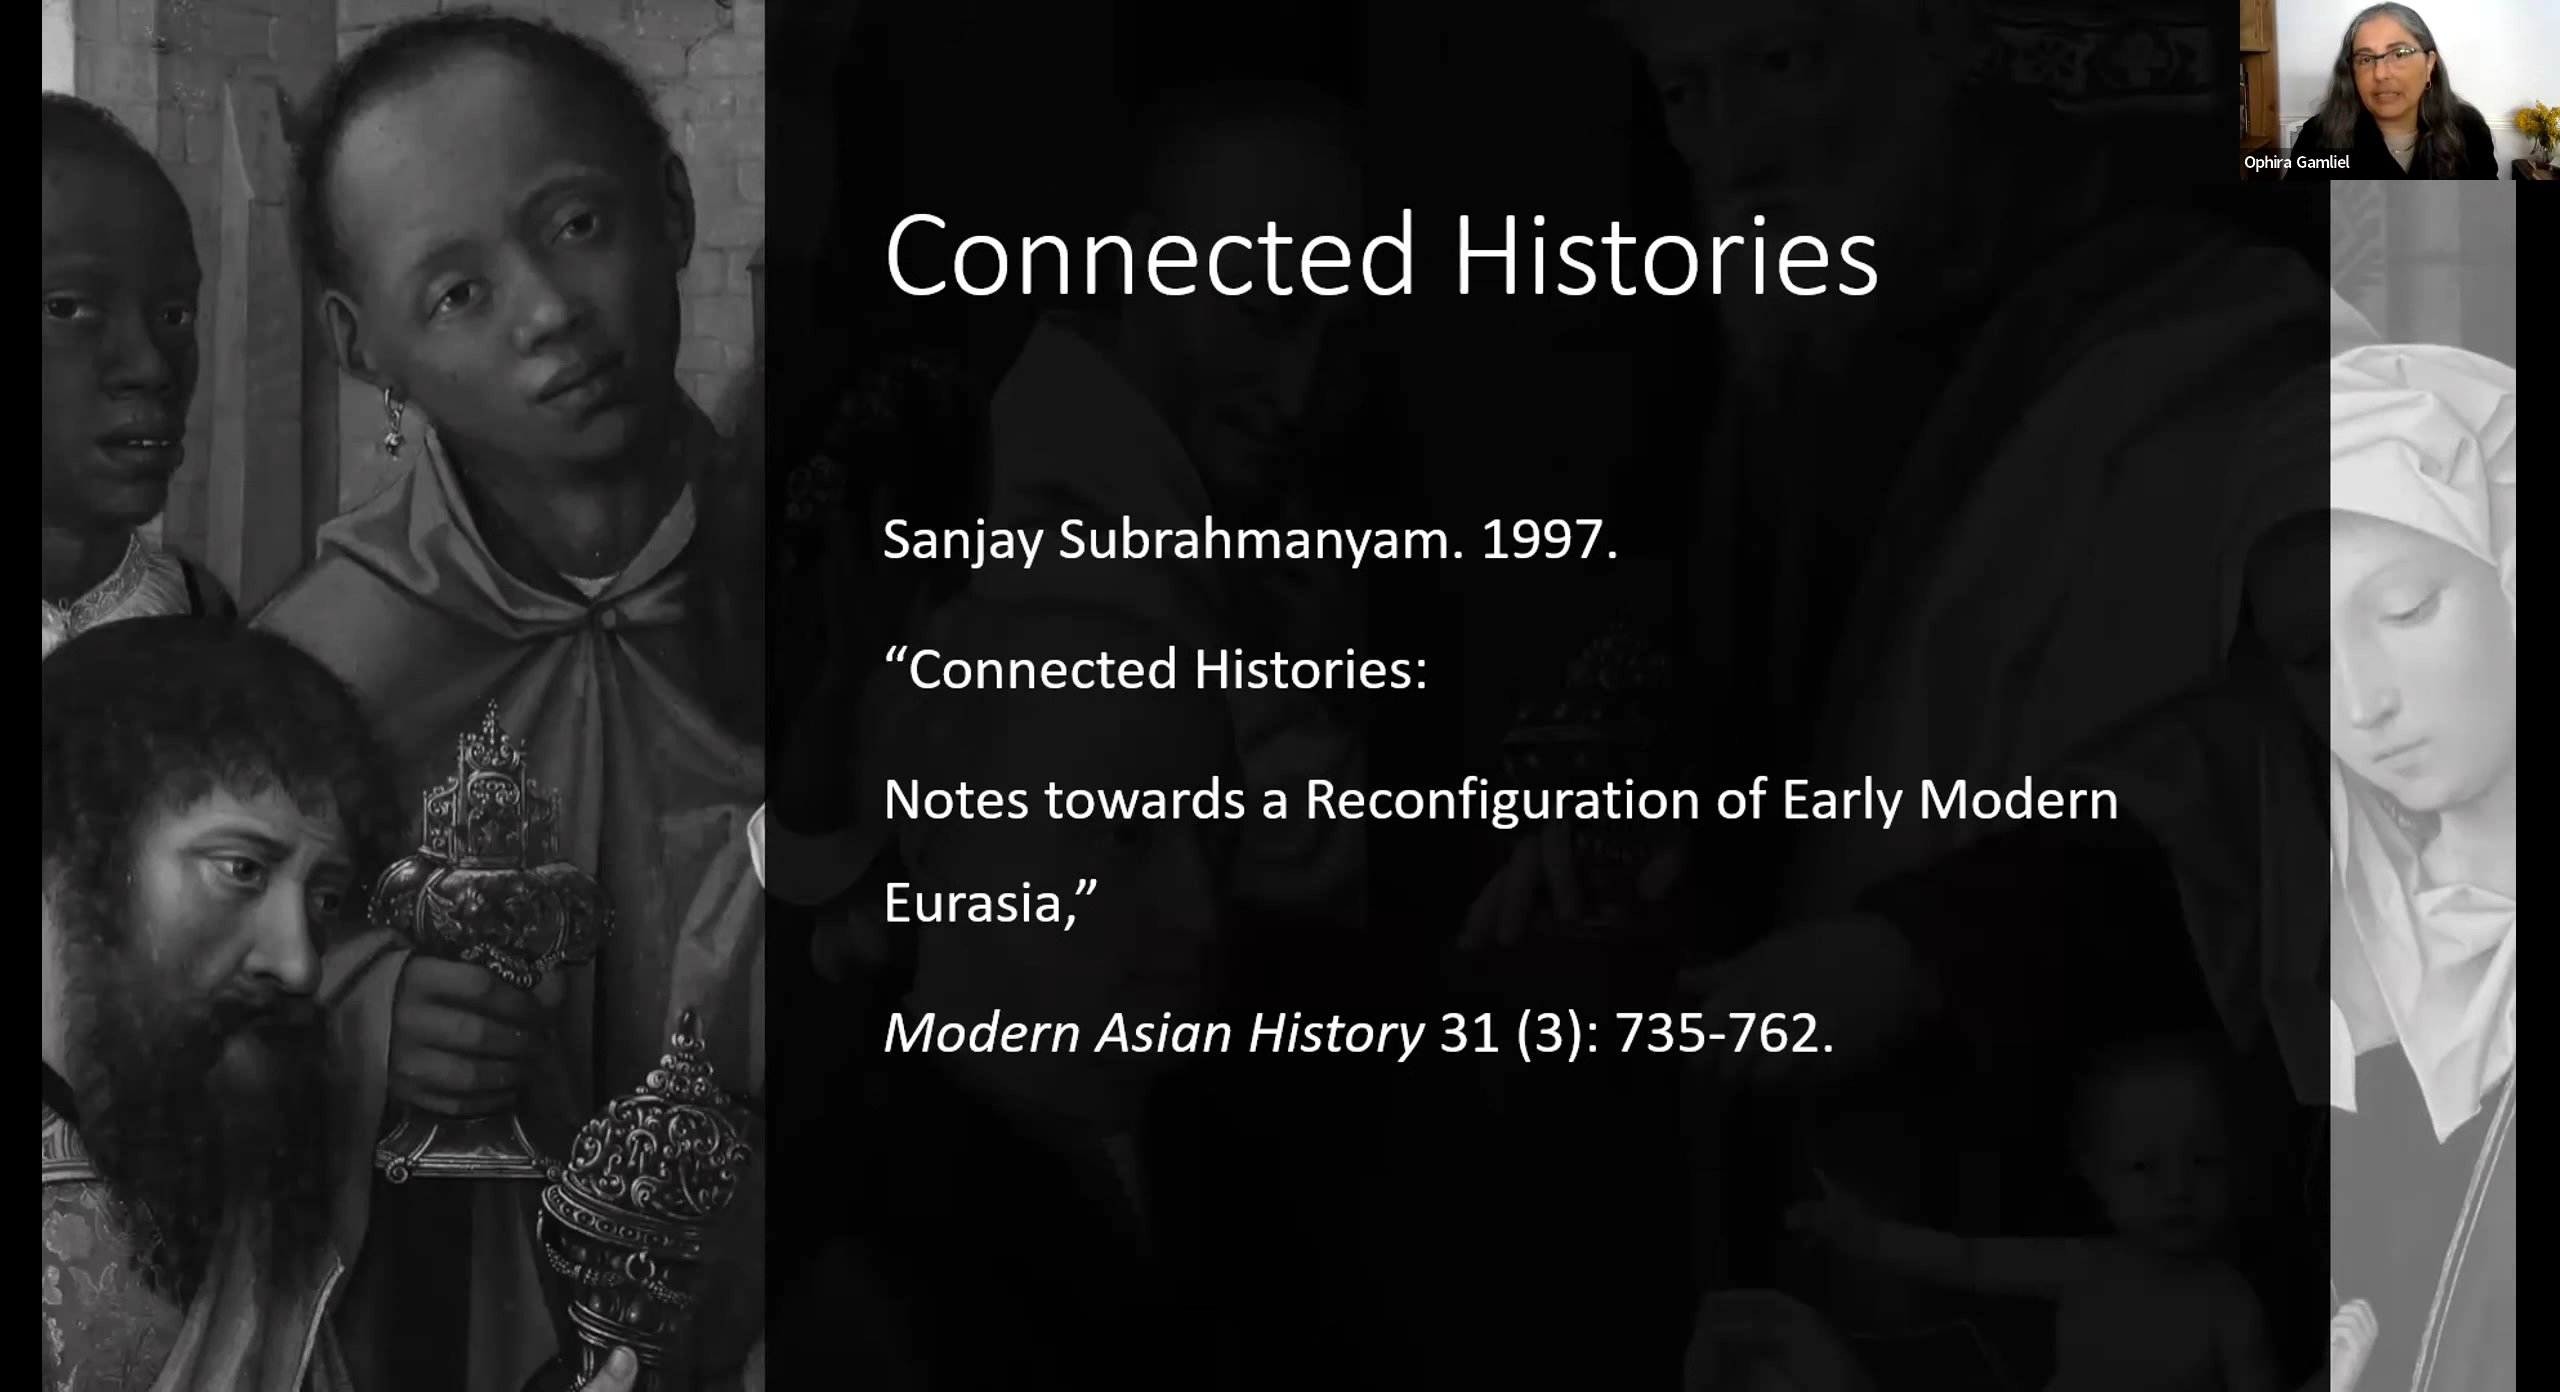 Ophira Gamliel
Connected Histories
Sanjay Subrahmanyam. 1997.
“Connected Histories:
Notes towards a Reconfiguration of Early Modern
Eurasia,”
Modern Asian History 31 (3): 735-762.